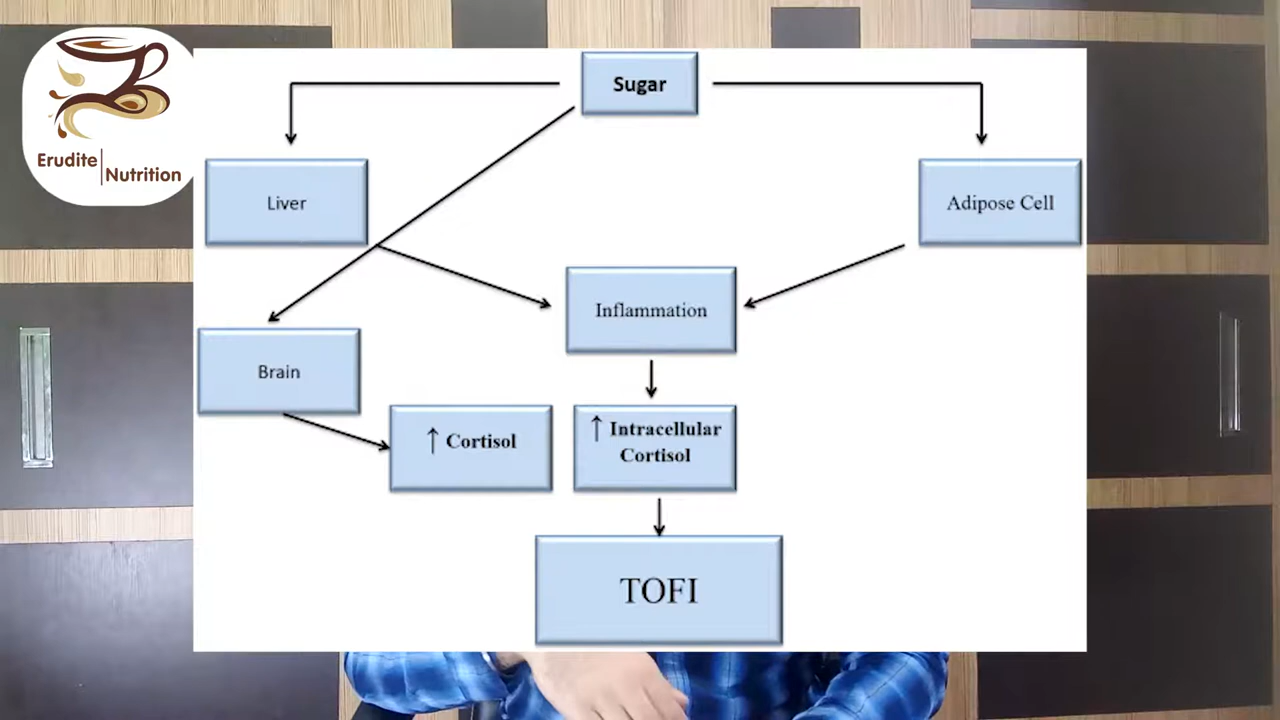 Erudite
Nutrition
Sugar
Liver
Adipose Cell
Inflammation
Brain
↑ Cortisol
↑ Intracellular
Cortisol
TOFI